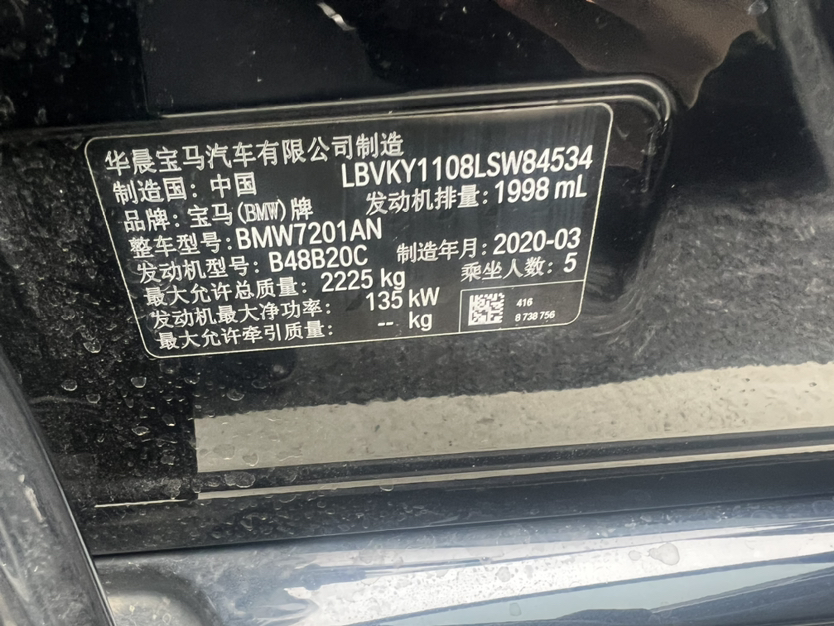 华晨宝马汽车有限公司制造
制造国：中国 LBVKY1108LSW84534
品牌：宝马(BMW)牌 发动机排量：1998 mL
整车型号：BMW7201AN
发动机型号：B48B20C 制造年月：2020-03
最大允许总质量：2225 kg 乘坐人数：5
发动机最大净功率：135 kW
最大允许牵引质量：-- kg
416
8 738 756